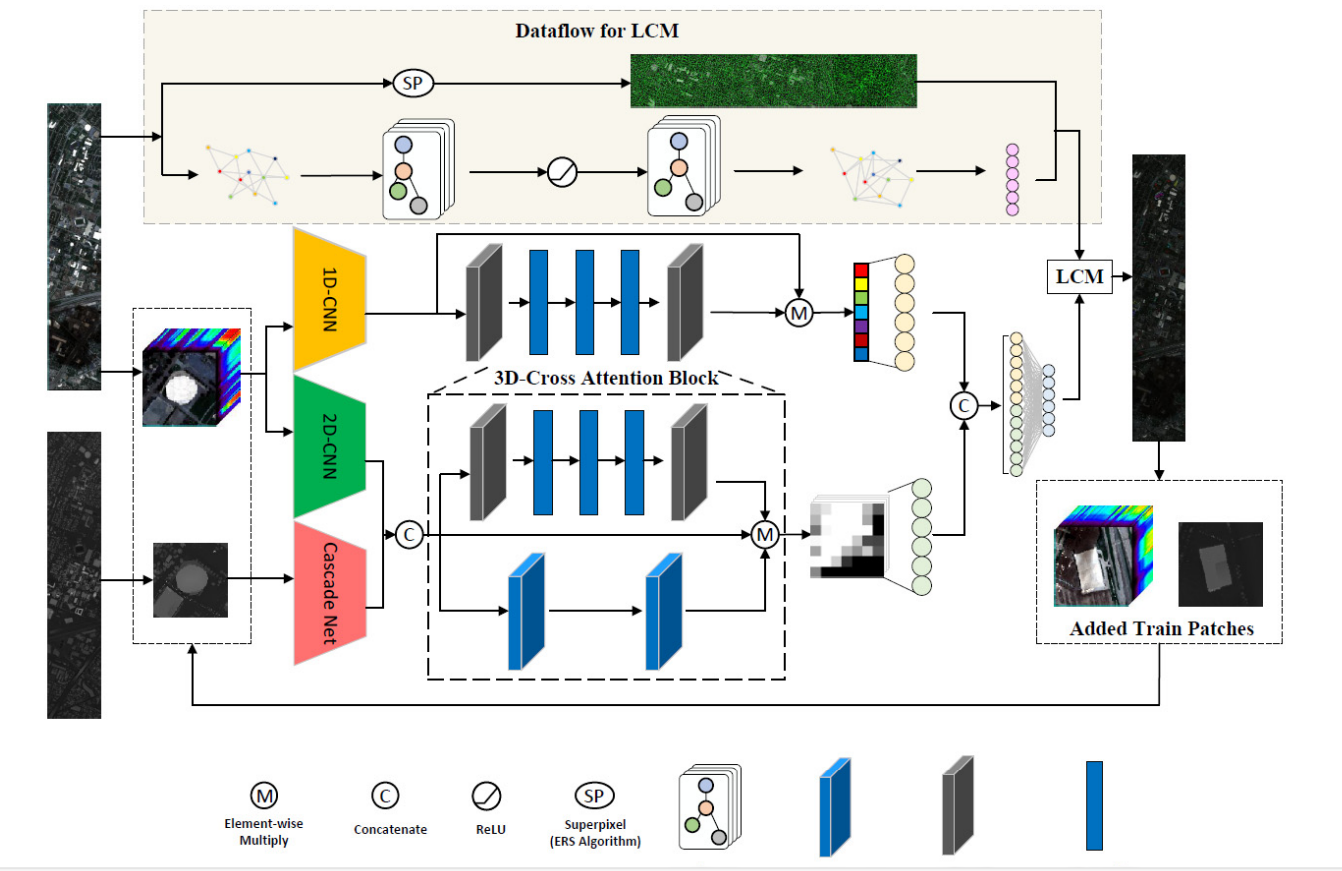 Dataflow for LCM
SP
1D-CNN
M
LCM
3D-Cross Attention Block
2D-CNN
C
C
M
Cascade Net
Added Train Patches
M
C
SP
Element-wise
Multiply
Concatenate
ReLU
Superpixel
(ERS Algorithm)